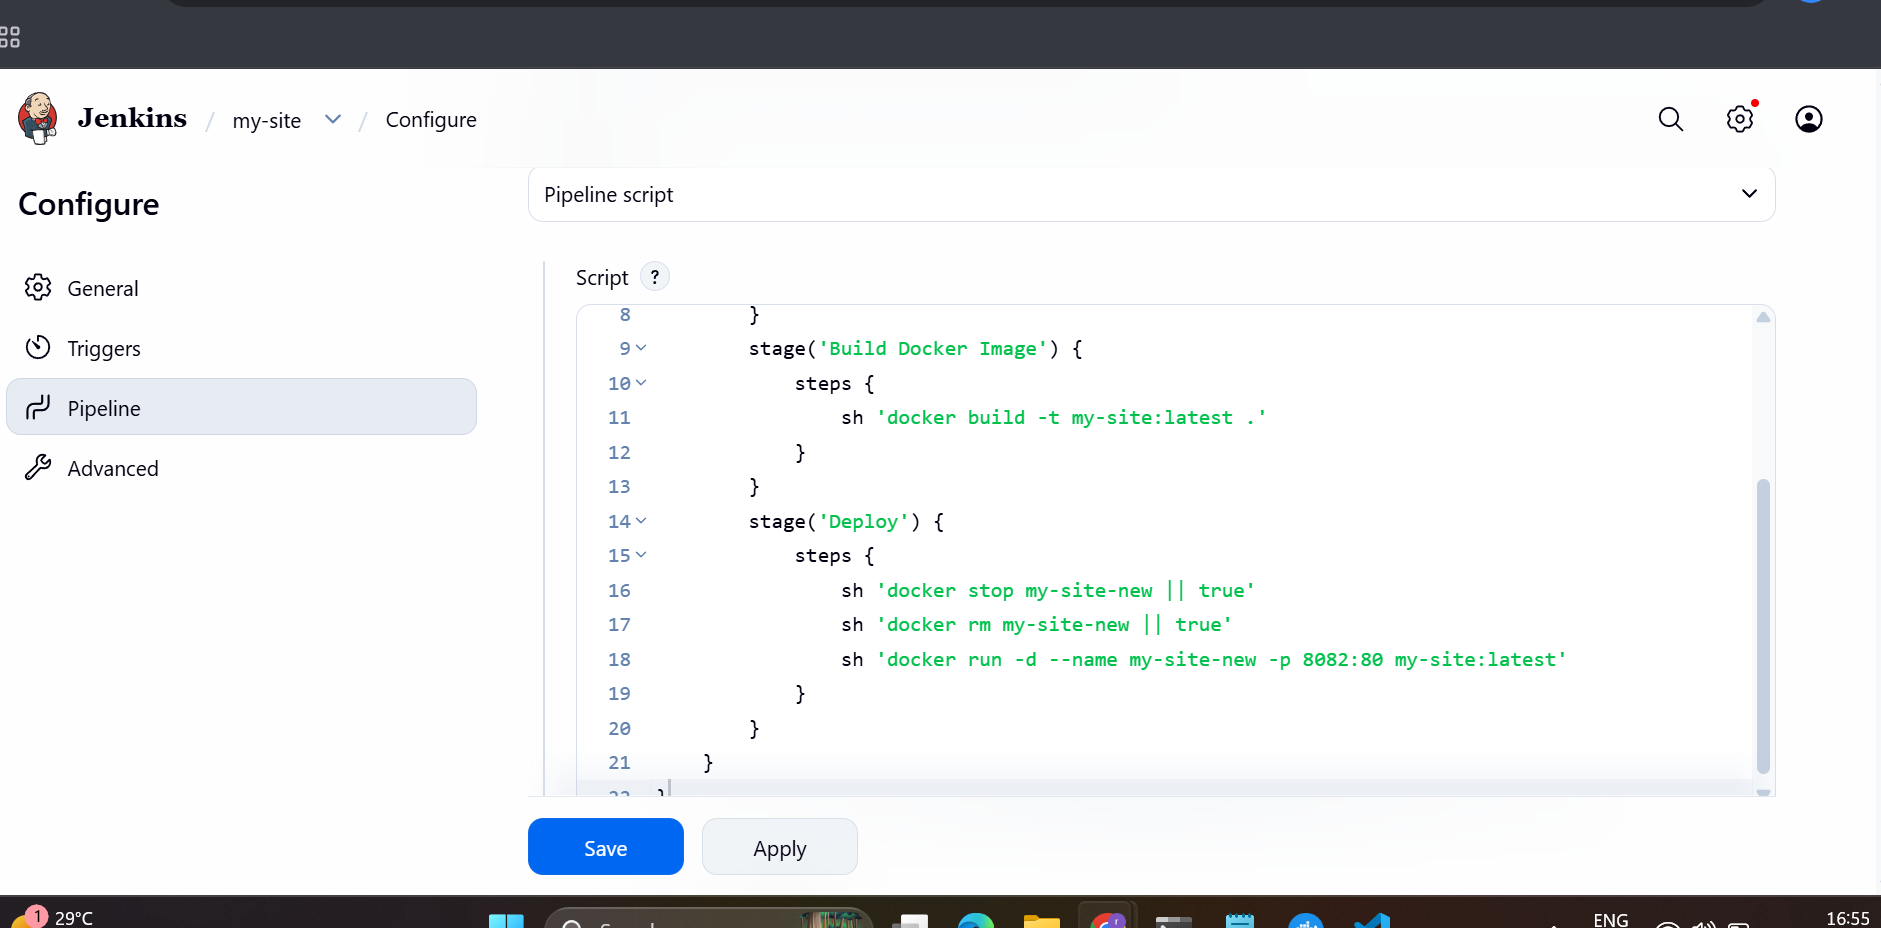 Jenkins / my-site / Configure
Configure
General
Triggers
Pipeline
Advanced
Pipeline script
Script ?
8 }
9 stage('Build Docker Image') {
10 steps {
11 sh 'docker build -t my-site:latest .'
12 }
13 }
14 stage('Deploy') {
15 steps {
16 sh 'docker stop my-site-new || true'
17 sh 'docker rm my-site-new || true'
18 sh 'docker run -d --name my-site-new -p 8082:80 my-site:latest'
19 }
20 }
21 }
22 }
Save
Apply
1
29°C
ENG
16:55